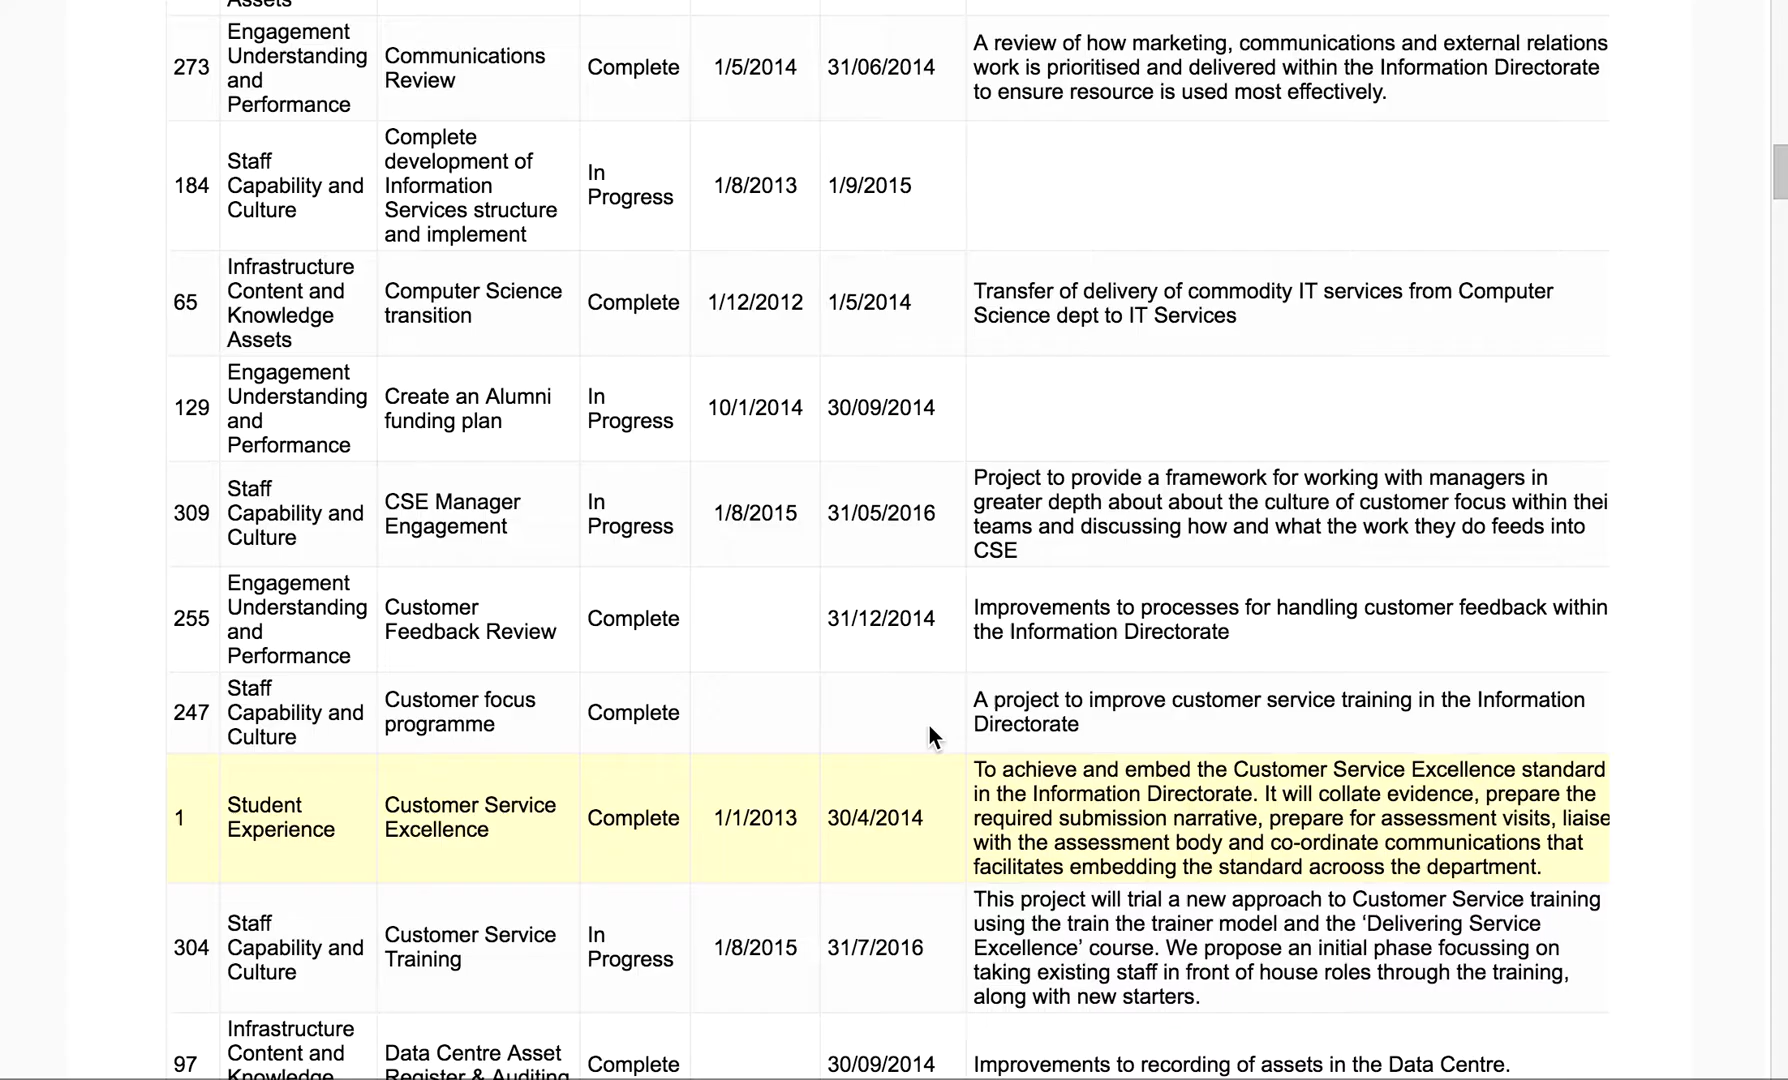 Assets
273 Engagement Understanding and Performance Communications Review Complete 1/5/2014 31/06/2014 A review of how marketing, communications and external relations work is prioritised and delivered within the Information Directorate to ensure resource is used most effectively.
184 Staff Capability and Culture Complete development of Information Services structure and implement In Progress 1/8/2013 1/9/2015
65 Infrastructure Content and Knowledge Assets Computer Science transition Complete 1/12/2012 1/5/2014 Transfer of delivery of commodity IT services from Computer Science dept to IT Services
129 Engagement Understanding and Performance Create an Alumni funding plan In Progress 10/1/2014 30/09/2014
309 Staff Capability and Culture CSE Manager Engagement In Progress 1/8/2015 31/05/2016 Project to provide a framework for working with managers in greater depth about about the culture of customer focus within thei teams and discussing how and what the work they do feeds into CSE
255 Engagement Understanding and Performance Customer Feedback Review Complete 31/12/2014 Improvements to processes for handling customer feedback within the Information Directorate
247 Staff Capability and Culture Customer focus programme Complete A project to improve customer service training in the Information Directorate
1 Student Experience Customer Service Excellence Complete 1/1/2013 30/4/2014 To achieve and embed the Customer Service Excellence standard in the Information Directorate. It will collate evidence, prepare the required submission narrative, prepare for assessment visits, liaise with the assessment body and co-ordinate communications that facilitates embedding the standard acrooss the department.
304 Staff Capability and Culture Customer Service Training In Progress 1/8/2015 31/7/2016 This project will trial a new approach to Customer Service training using the train the trainer model and the ‘Delivering Service Excellence’ course. We propose an initial phase focussing on taking existing staff in front of house roles through the training, along with new starters.
97 Infrastructure Content and Knowledge Data Centre Asset Register & Auditing Complete 30/09/2014 Improvements to recording of assets in the Data Centre.